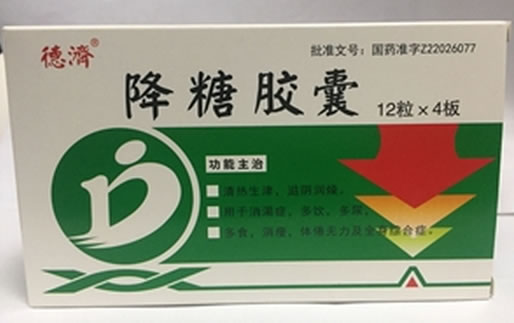 德濟®
批准文号：国药准字Z22026077
降糖胶囊
12粒×4板
功能主治
清热生津，滋阴润燥。
用于消渴症，多饮，多尿，
多食，消瘦，体倦无力及全身综合症。